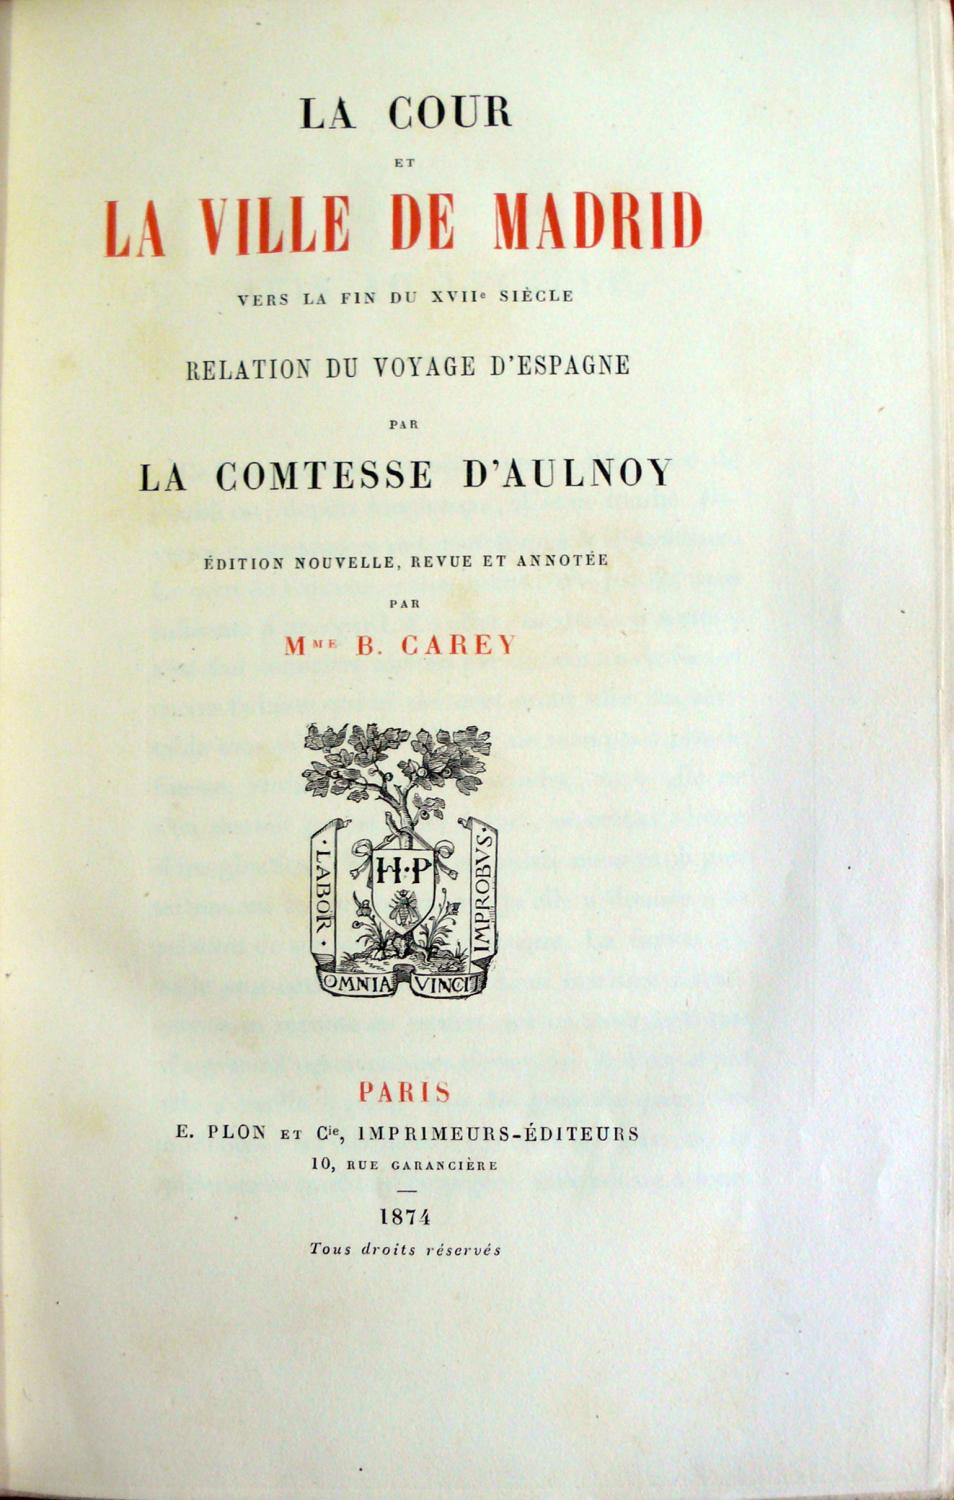 LA COUR
ET
LA VILLE DE MADRID
VERS LA FIN DU XVIIe SIÈCLE
RELATION DU VOYAGE D'ESPAGNE
PAR
LA COMTESSE D'AULNOY
ÉDITION NOUVELLE, REVUE ET ANNOTÉE
PAR
MME B. CAREY
H·P
·LABOR·
IMPROBVS·
OMNIA VINCIT
PARIS
E. PLON ET Cie, IMPRIMEURS-ÉDITEURS
10, RUE GARANCIÈRE
1874
Tous droits réservés